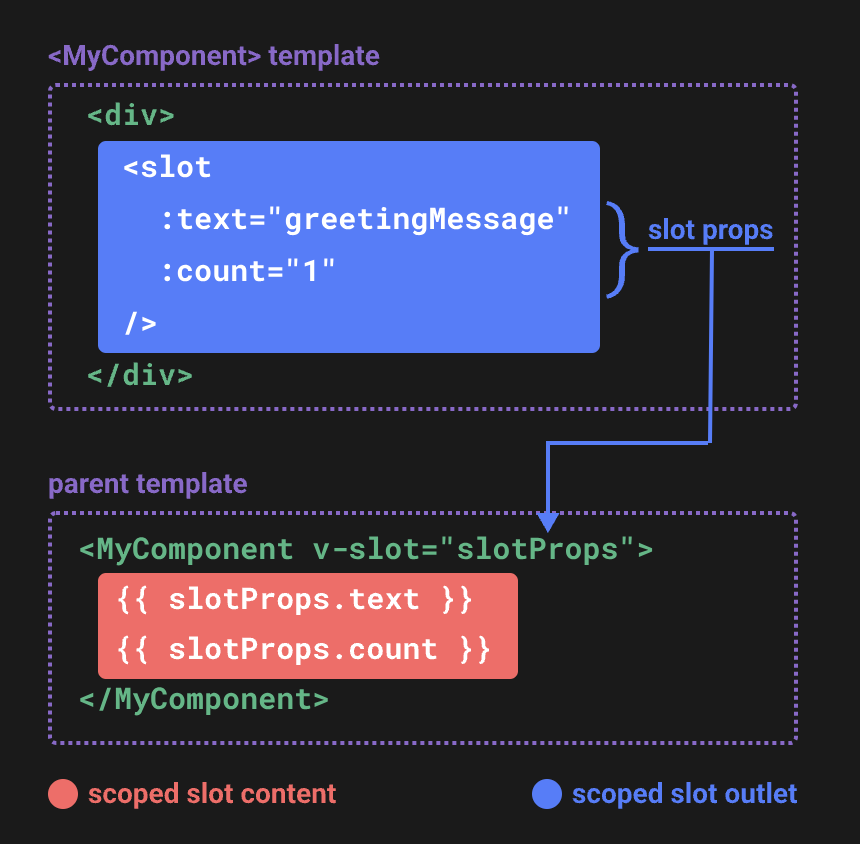 <MyComponent> template
<div>
<slot
:text="greetingMessage"
:count="1"
/>
slot props
</div>
parent template
<MyComponent v-slot="slotProps">
{{ slotProps.text }}
{{ slotProps.count }}
</MyComponent>
scoped slot content
scoped slot outlet